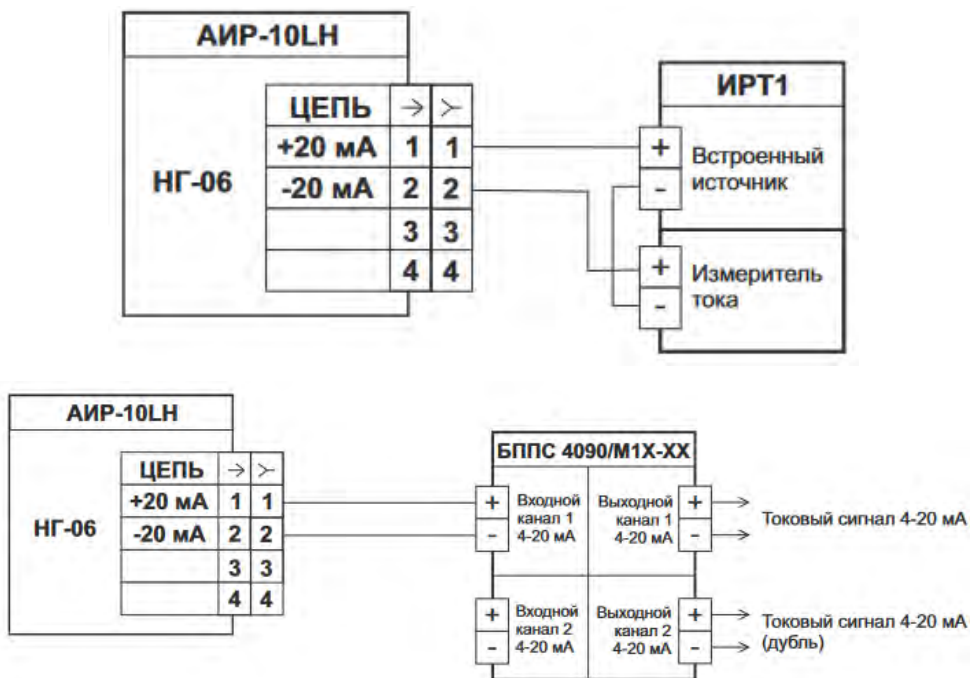 АИР-10LH
ЦЕПЬ
+20 мА 1 1
НГ-06
-20 мА 2 2
3 3
4 4
ИРТ1
+
Встроенный
источник
-
+
Измеритель
тока
-
АИР-10LH
ЦЕПЬ
+20 мА 1 1
НГ-06
-20 мА 2 2
3 3
4 4
БППС 4090/М1Х-ХХ
+
Входной
канал 1
4-20 мА
-
Выходной
канал 1
4-20 мА
+
-
Токовый сигнал 4-20 мА
+
Входной
канал 2
4-20 мА
-
Выходной
канал 2
4-20 мА
+
-
Токовый сигнал 4-20 мА
(дубль)